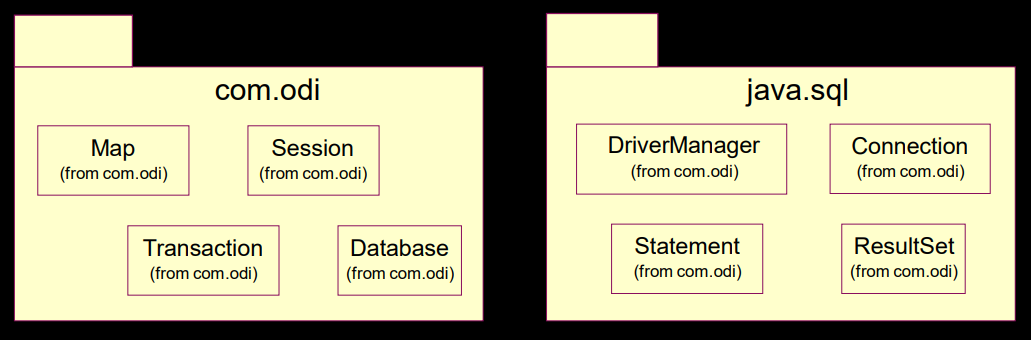 com.odi
Map
(from com.odi)
Session
(from com.odi)
Transaction
(from com.odi)
Database
(from com.odi)
java.sql
DriverManager
(from com.odi)
Connection
(from com.odi)
Statement
(from com.odi)
ResultSet
(from com.odi)